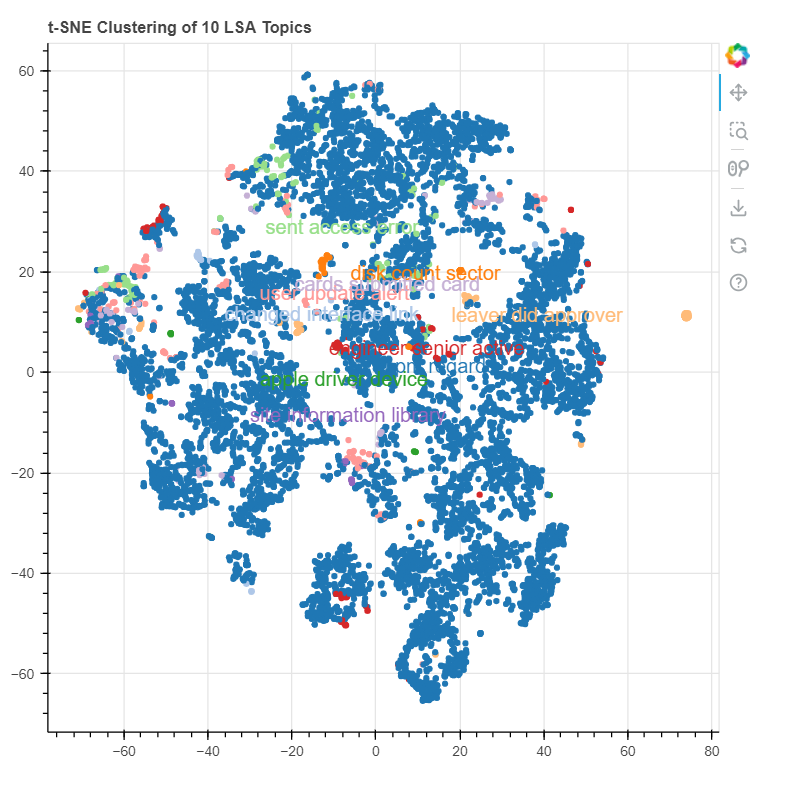 t-SNE Clustering of 10 LSA Topics
60
40
sent access error
20
disk count sector
card
user update alert
changed interface link
leaver did approver
engineer senior active
0
regard
apple driver device
site information library
−20
−40
−60
−60 −40 −20 0 20 40 60 80